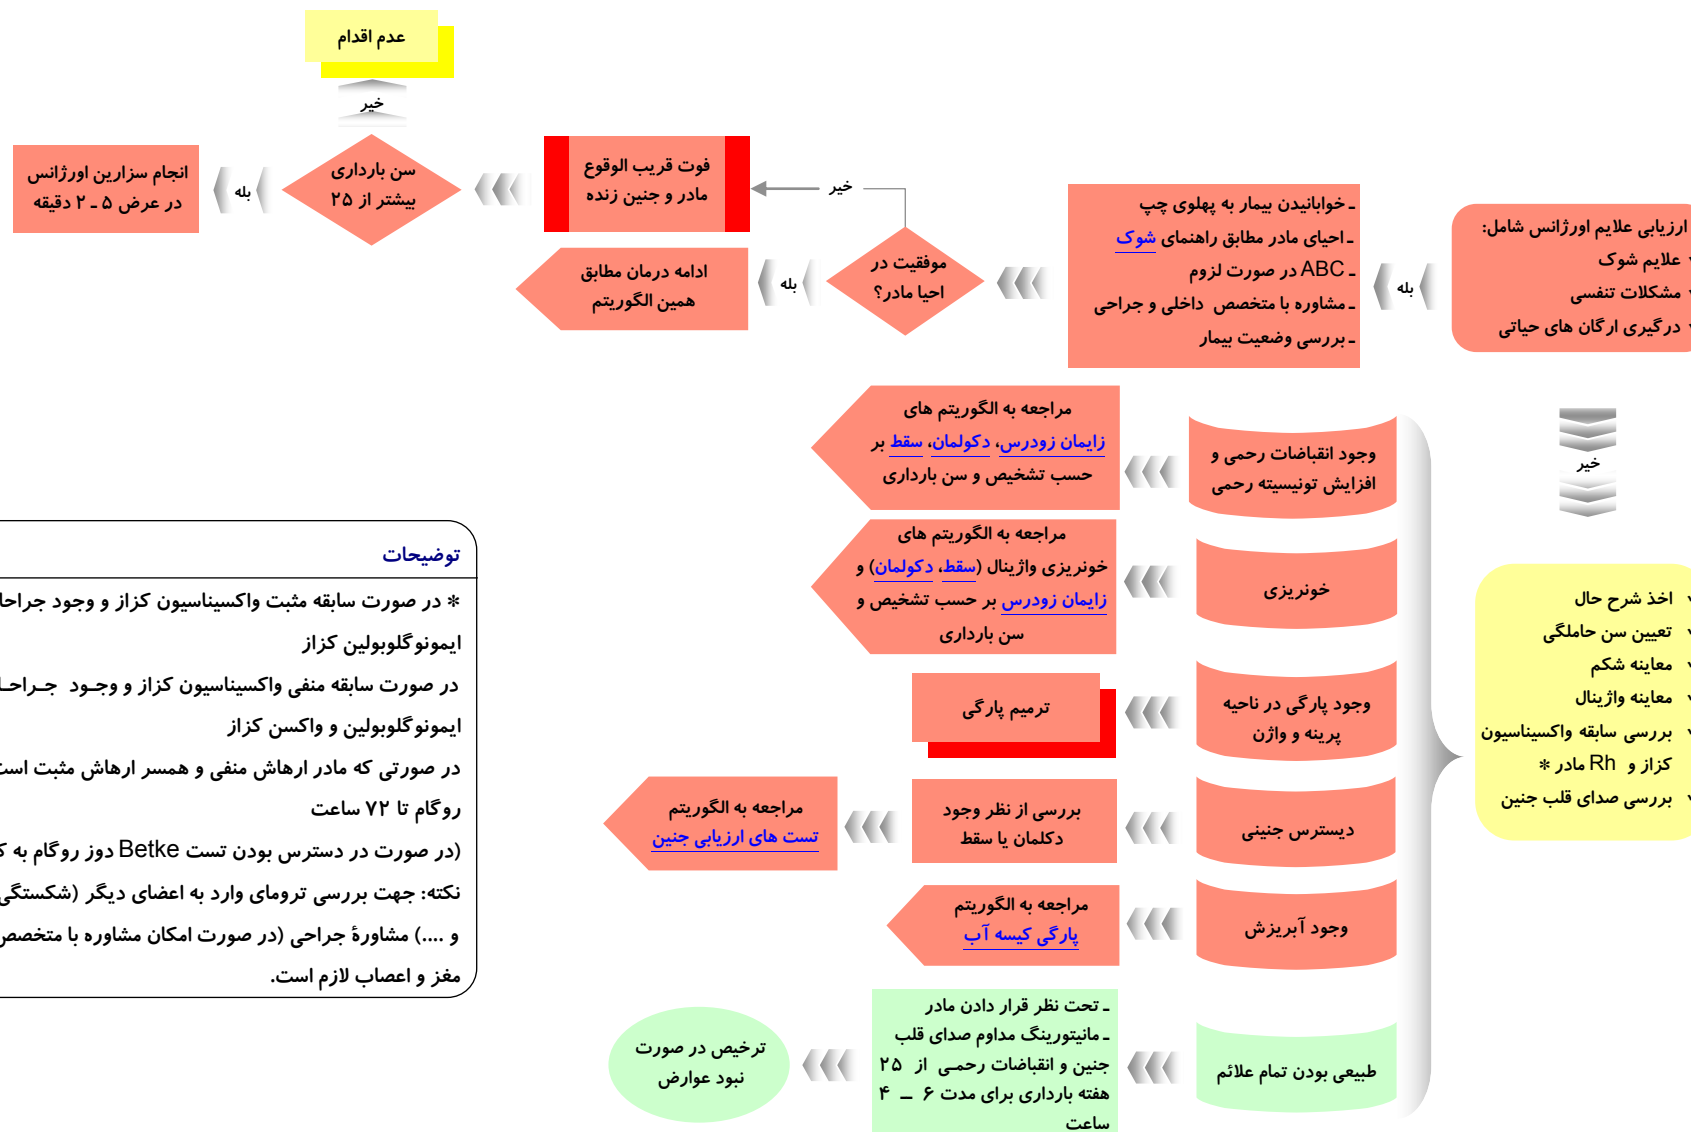 ارزیابی علایم اورژانس شامل:
علایم شوک
مشکلات تنفسی
درگیری ارگان های حیاتی
بله
ـ خوابانیدن بیمار به پهلوی چپ
ـ احیای مادر مطابق راهنمای شوک
ـ ABC در صورت لزوم
ـ مشاوره با متخصص داخلی و جراحی
ـ بررسی وضعیت بیمار
موفقیت در
احیا مادر؟
خیر
فوت قریب الوقوع
مادر و جنین زنده
بله
ادامه درمان مطابق
همین الگوریتم
سن بارداری
بیشتر از ۲۵
خیر
عدم اقدام
بله
انجام سزارین اورژانس
در عرض ۵ ـ ۲ دقیقه
خیر
✓ اخذ شرح حال
✓ تعیین سن حاملگی
✓ معاینه شکم
✓ معاینه واژینال
✓ بررسی سابقه واکسیناسیون
کزاز و Rh مادر *
✓ بررسی صدای قلب جنین
وجود انقباضات رحمی و
افزایش تونیسیته رحمی
مراجعه به الگوریتم های
زایمان زودرس، دکولمان، سقط بر
حسب تشخیص و سن بارداری
خونریزی
مراجعه به الگوریتم های
خونریزی واژینال (سقط، دکولمان) و
زایمان زودرس بر حسب تشخیص و
سن بارداری
وجود پارگی در ناحیه
پرینه و واژن
ترمیم پارگی
دیسترس جنینی
بررسی از نظر وجود
دکلمان یا سقط
مراجعه به الگوریتم
تست های ارزیابی جنین
وجود آبریزش
مراجعه به الگوریتم
پارگی کیسه آب
طبیعی بودن تمام علائم
ـ تحت نظر قرار دادن مادر
ـ مانیتورینگ مداوم صدای قلب
جنین و انقباضات رحمی از ۲۵
هفته بارداری برای مدت ۶ ـ ۴
ساعت
ترخیص در صورت
نبود عوارض
توضیحات
* در صورت سابقه مثبت واکسیناسیون کزاز و وجود
ایمونوگلوبولین کزاز
در صورت سابقه منفی واکسیناسیون کزاز و وجـود
ایمونوگلوبولین و واکسن کزاز
در صورتی که مادر ارهاش منفی و همسر ارهاش مثبت است
روگام تا ۷۲ ساعت
(در صورت در دسترس بودن تست Betke دوز روگام به
نکته: جهت بررسی ترومای وارد به اعضای دیگر (شکستگی
و ....) مشاورۀ جراحی (در صورت امکان مشاوره با متخصص
مغز و اعصاب لازم است.